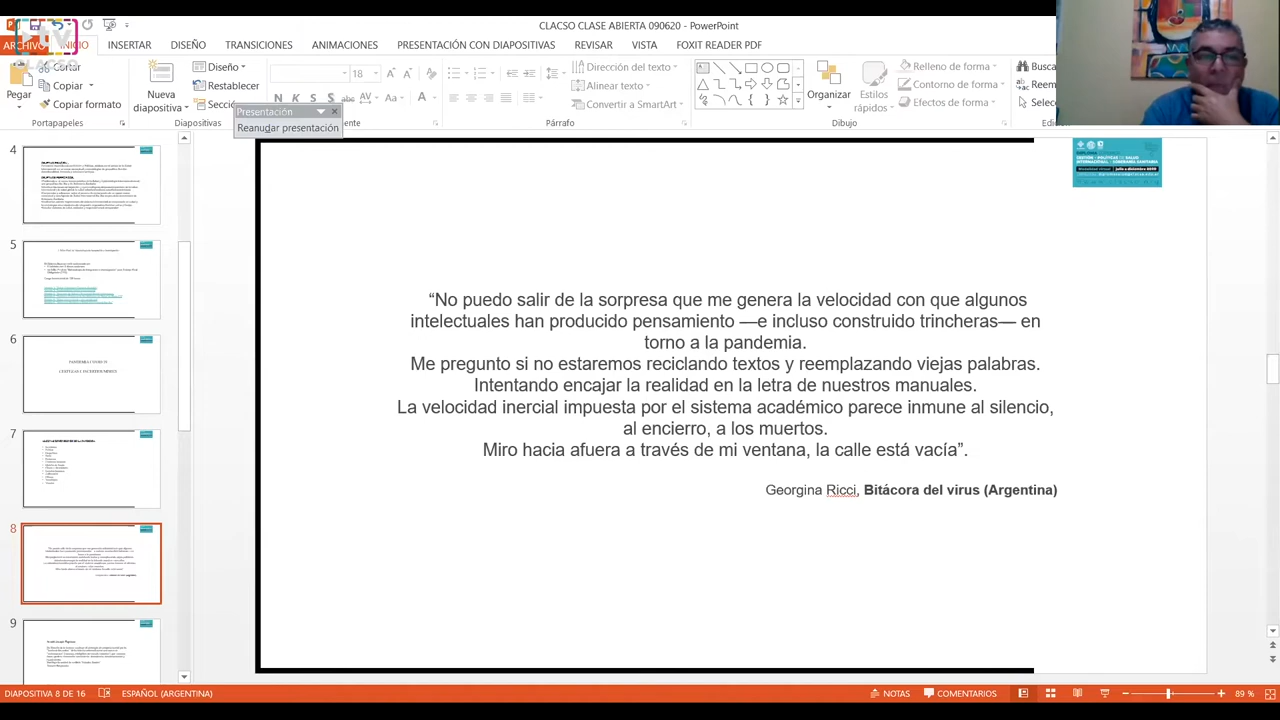 CLACSO CLASE ABIERTA 090620 - PowerPoint
ARCHIVO INICIO INSERTAR DISEÑO TRANSICIONES ANIMACIONES PRESENTACIÓN CON DIAPOSITIVAS REVISAR VISTA FOXIT READER PDF
Pegar
Cortar
Copiar
Copiar formato
Portapapeles
Nueva
diapositiva
Diseño
Restablecer
Diapositivas
Presentación
Reanudar presentación
18
Dirección del texto
Alinear texto
Convertir a SmartArt
Párrafo
Organizar
Estilos
rápidos
Relleno de forma
Contorno de forma
Efectos de forma
Dibujo
4
5
6
7
8
9
“No puedo salir de la sorpresa que me genera la velocidad con que algunos
intelectuales han producido pensamiento —e incluso construido trincheras— en
torno a la pandemia.
Me pregunto si no estaremos reciclando textos y reemplazando viejas palabras.
Intentando encajar la realidad en la letra de nuestros manuales.
La velocidad inercial impuesta por el sistema académico parece inmune al silencio,
al encierro, a los muertos.
Miro hacia afuera a través de mi ventana, la calle está vacía”.
Georgina Ricci, Bitácora del virus (Argentina)
DIAPOSITIVA 8 DE 16 ESPAÑOL (ARGENTINA) NOTAS COMENTARIOS 89 %